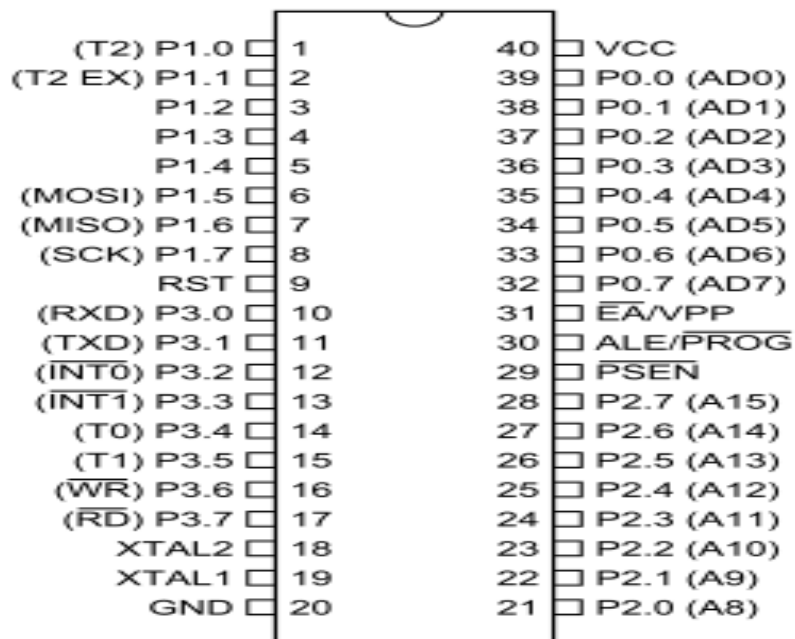 (T2) P1.0 1 40 VCC
(T2 EX) P1.1 2 39 P0.0 (AD0)
P1.2 3 38 P0.1 (AD1)
P1.3 4 37 P0.2 (AD2)
P1.4 5 36 P0.3 (AD3)
(MOSI) P1.5 6 35 P0.4 (AD4)
(MISO) P1.6 7 34 P0.5 (AD5)
(SCK) P1.7 8 33 P0.6 (AD6)
RST 9 32 P0.7 (AD7)
(RXD) P3.0 10 31 E̅A̅/VPP
(TXD) P3.1 11 30 ALE/P̅R̅O̅G̅
(I̅N̅T̅0̅) P3.2 12 29 P̅S̅E̅N̅
(I̅N̅T̅1̅) P3.3 13 28 P2.7 (A15)
(T0) P3.4 14 27 P2.6 (A14)
(T1) P3.5 15 26 P2.5 (A13)
(W̅R̅) P3.6 16 25 P2.4 (A12)
(R̅D̅) P3.7 17 24 P2.3 (A11)
XTAL2 18 23 P2.2 (A10)
XTAL1 19 22 P2.1 (A9)
GND 20 21 P2.0 (A8)